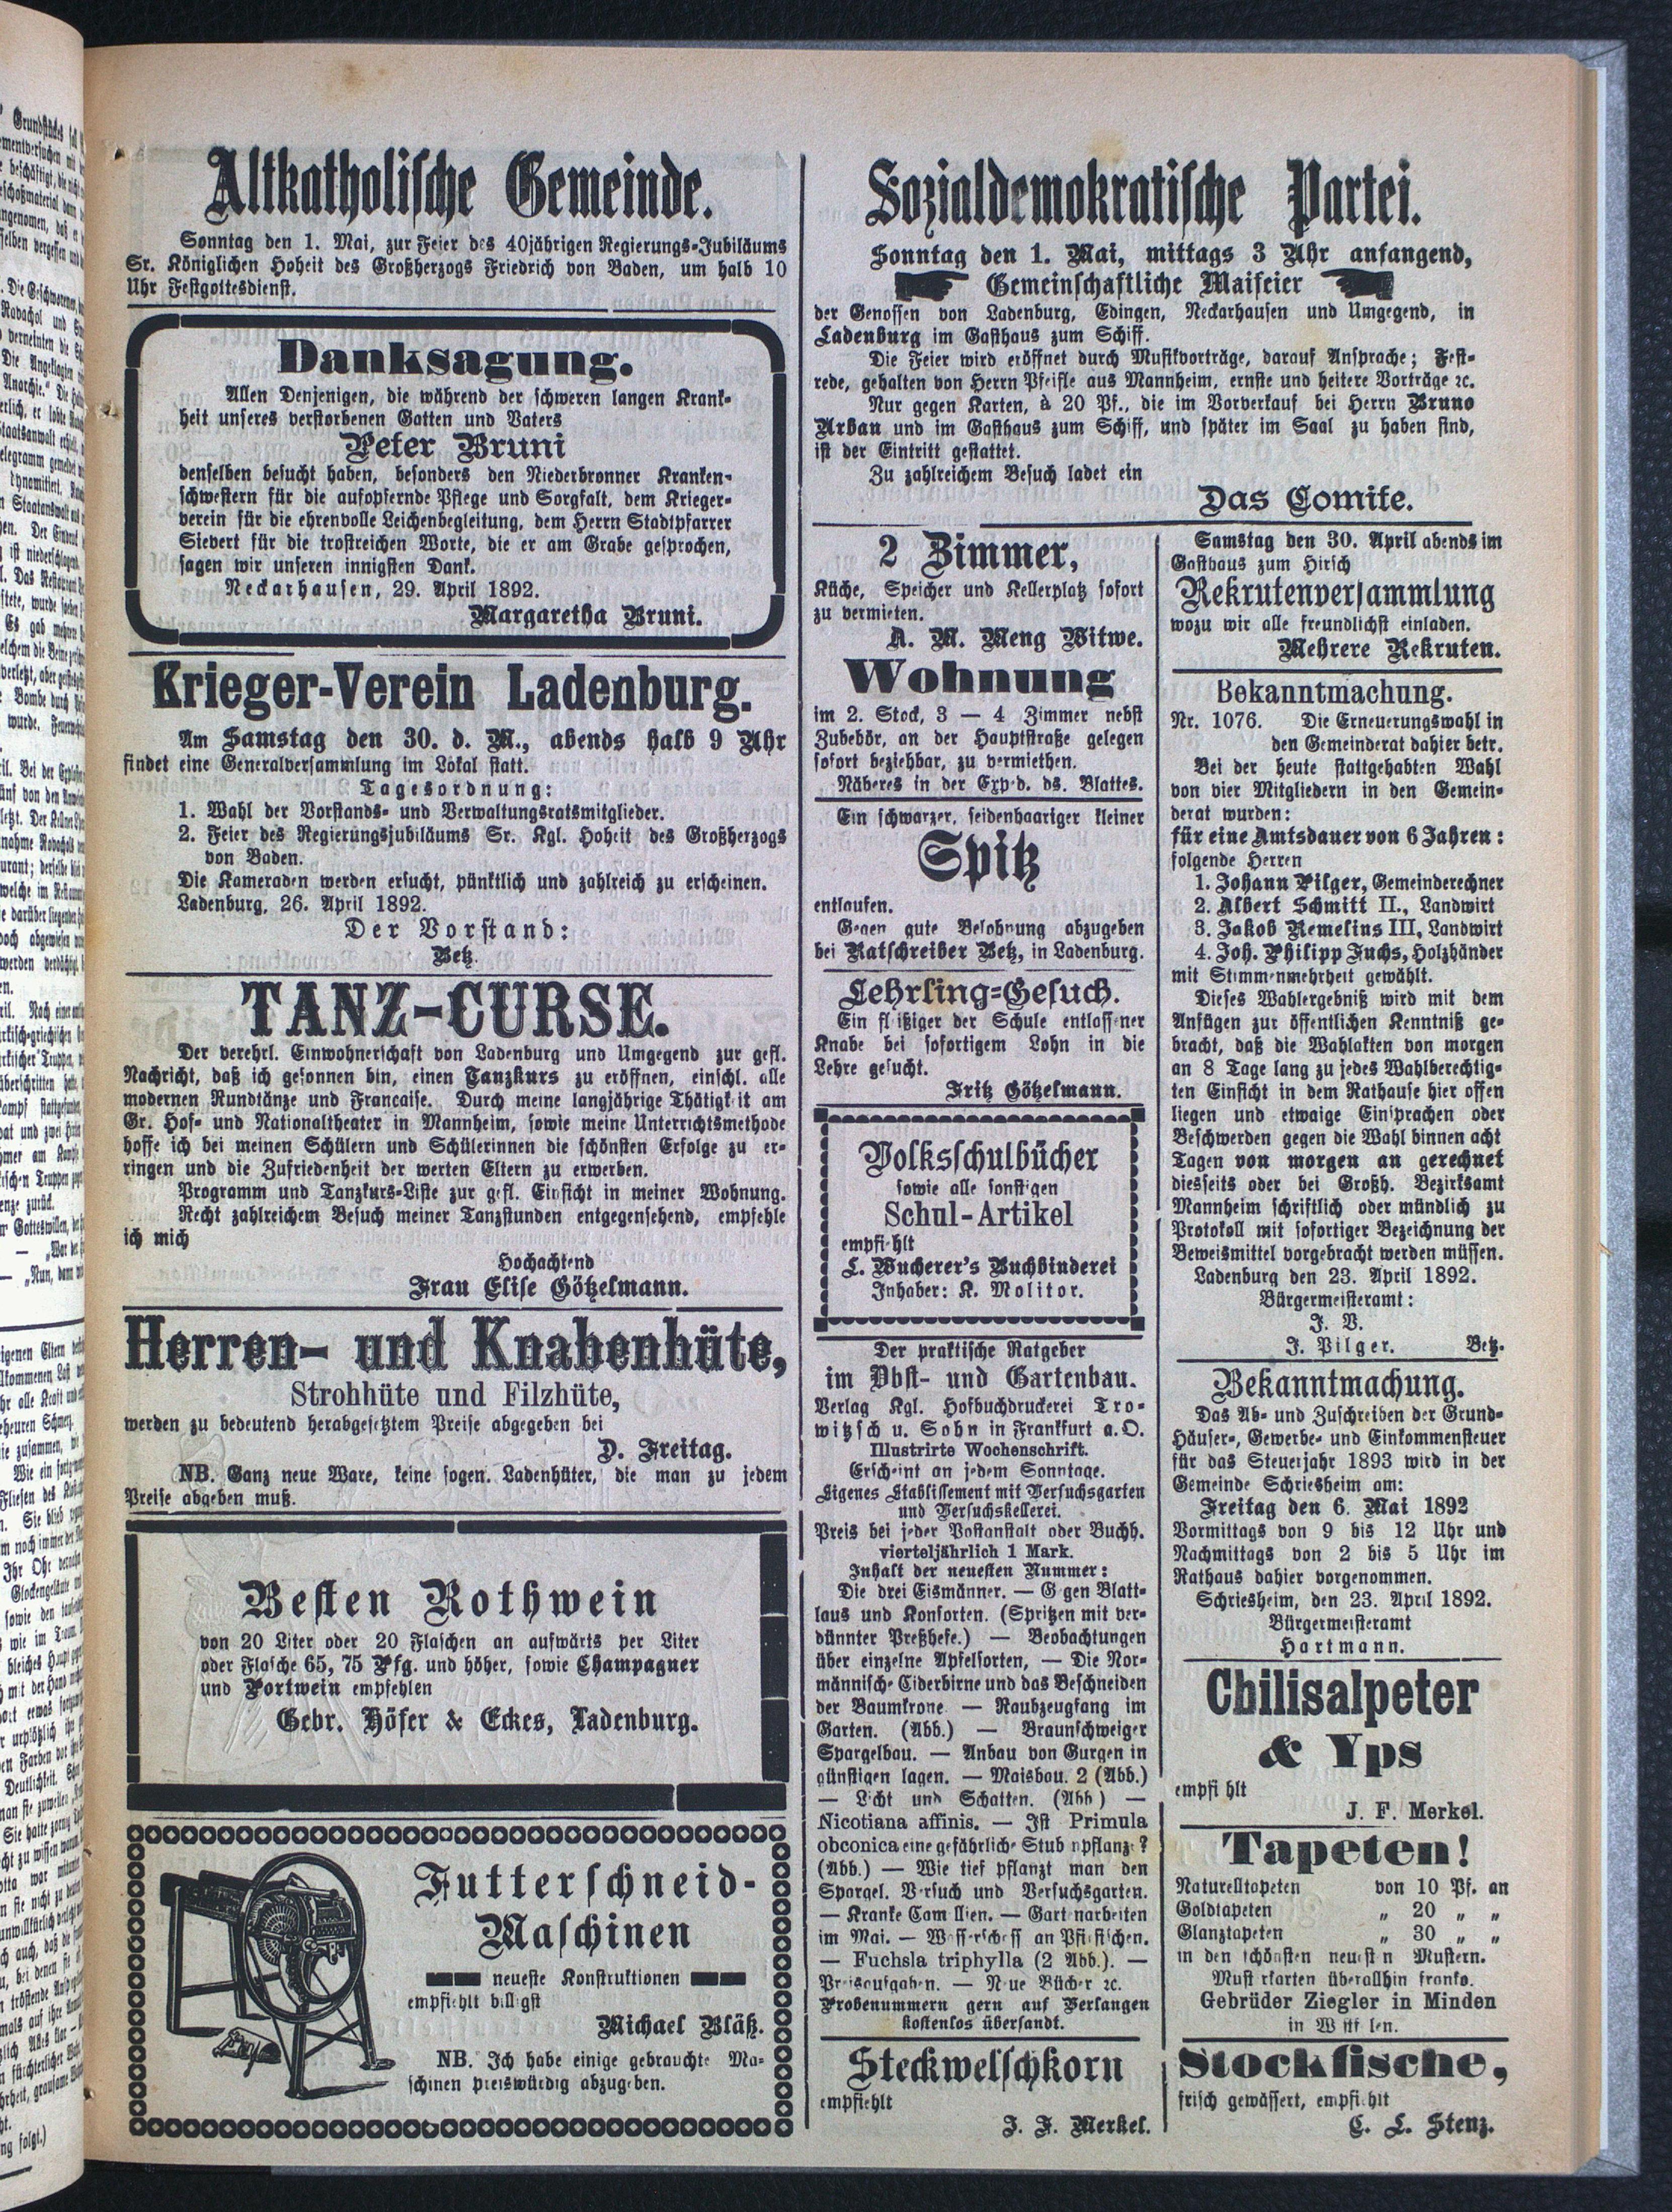 Altkatholische Gemeinde.
Sonntag den 1. Mai, zur Feier des 40jährigen Regierungs-Jubiläums
Sr. Königlichen Hoheit des Großherzogs Friedrich von Baden, um halb 10
Uhr Festgottesdienst.
Danksagung.
Allen Denjenigen, die während der schweren langen Krank-
heit unseres verstorbenen Gatten und Vaters
Peter Bruni
denselben besucht haben, besonders den Niederbronner Kranken-
schwestern für die aufopfernde Pflege und Sorgfalt, dem Krieger-
verein für die ehrenvolle Leichenbegleitung, dem Herrn Stadtpfarrer
Sievert für die trostreichen Worte, die er am Grabe gesprochen,
sagen wir unseren innigsten Dank.
Neckarhausen, 29. April 1892.
Margaretha Bruni.
Krieger-Verein Ladenburg.
Am Samstag den 30. d. M., abends halb 9 Uhr
findet eine Generalversammlung im Lokal statt.
Tagesordnung:
1. Wahl der Vorstands- und Verwaltungsratsmitglieder.
2. Feier des Regierungsjubiläums Sr. Kgl. Hoheit des Großherzogs
von Baden.
Die Kameraden werden ersucht, pünktlich und zahlreich zu erscheinen.
Ladenburg, 26. April 1892.
Der Vorstand:
Betz.
TANZ-CURSE.
Der verehrl. Einwohnerschaft von Ladenburg und Umgegend zur gefl.
Nachricht, daß ich gesonnen bin, einen Tanzkurs zu eröffnen, einschl. alle
modernen Rundtänze und Francaise. Durch meine langjährige Thätigkeit am
Gr. Hof- und Nationaltheater in Mannheim, sowie meine Unterrichtsmethode
hoffe ich bei meinen Schülern und Schülerinnen die schönsten Erfolge zu er-
ringen und die Zufriedenheit der werten Eltern zu erwerben.
Programm und Tanzkurs-Liste zur gefl. Einsicht in meiner Wohnung.
Recht zahlreichem Besuch meiner Tanzstunden entgegensehend, empfehle
ich mich
Hochachtend
Frau Elise Götzelmann.
Herren- und Knabenhüte,
Strohhüte und Filzhüte,
werden zu bedeutend herabgesetztem Preise abgegeben bei
D. Freitag.
NB. Ganz neue Ware, keine sogen. Ladenhüter, die man zu jedem
Preise abgeben muß.
Besten Rothwein
von 20 Liter oder 20 Flaschen an aufwärts per Liter
oder Flasche 65, 75 Pfg. und höher, sowie Champagner
und Portwein empfehlen
Gebr. Höfer & Eckes, Ladenburg.
Futterschneid-
Maschinen
neueste Konstruktionen
empfiehlt billigst
Michael Bläß.
NB. Ich habe einige gebrauchte Ma-
schinen preiswürdig abzugeben.
Sozialdemokratische Partei.
Sonntag den 1. Mai, mittags 3 Uhr anfangend,
Gemeinschaftliche Maifeier
der Genossen von Ladenburg, Edingen, Neckarhausen und Umgegend, in
Ladenburg im Gasthaus zum Schiff.
Die Feier wird eröffnet durch Musikvorträge, darauf Ansprache; Fest-
rede, gehalten von Herrn Pfeifle aus Mannheim, ernste und heitere Vorträge ꝛc.
Nur gegen Karten, à 20 Pf., die im Vorverkauf bei Herrn Bruno
Urban und im Gasthaus zum Schiff, und später im Saal zu haben sind,
ist der Eintritt gestattet.
Zu zahlreichem Besuch ladet ein
Das Comite.
2 Zimmer,
Küche, Speicher und Kellerplatz sofort
zu vermieten.
A. M. Meng Witwe.
Wohnung
im 2. Stock, 3 — 4 Zimmer nebst
Zubehör, an der Hauptstraße gelegen
sofort beziehbar, zu vermiethen.
Näheres in der Exped. ds. Blattes.
Ein schwarzer, seidenhaariger kleiner
Spitz
entlaufen.
Gegen gute Belohnung abzugeben
bei Ratschreiber Betz, in Ladenburg.
Lehrling-Gesuch.
Ein fleißiger der Schule entlassener
Knabe bei sofortigem Lohn in die
Lehre gesucht.
Fritz Götzelmann.
Volksschulbücher
sowie alle sonstigen
Schul-Artikel
empfiehlt
L. Wucherer's Buchbinderei
Inhaber: K. Molitor.
Der praktische Ratgeber
im Obst- und Gartenbau.
Verlag Kgl. Hofbuchdruckerei Tro-
witzsch u. Sohn in Frankfurt a. O.
Illustrirte Wochenschrift.
Erscheint an jedem Sonntage.
Eigenes Etablissement mit Versuchsgarten
und Versuchskellerei.
Preis bei jeder Postanstalt oder Buchh.
vierteljährlich 1 Mark.
Inhalt der neuesten Nummer:
Die drei Eismänner. — Gegen Blatt-
laus und Konsorten. (Spritzen mit ver-
dünnter Preßhefe.) — Beobachtungen
über einzelne Apfelsorten, — Die Nor-
männische Ciderbirne und das Beschneiden
der Baumkrone — Raubzeugfang im
Garten. (Abb.) — Braunschweiger
Spargelbau. — Anbau von Gurgen in
günstigen lagen. — Maisbau. 2 (Abb.)
— Licht und Schatten. (Abb) —
Nicotiana affinis. — Ist Primula
obconica eine gefährliche Stubenpflanze?
(Abb.) — Wie tief pflanzt man den
Spargel. Versuch und Versuchsgarten.
— Kranke Camellien. — Gartenarbeiten
im Mai. — Wasserscheff an Pfirsischen.
— Fuchsia triphylla (2 Abb.). —
Preisaufgaben. — Neue Bücher ꝛc.
Probenummern gern auf Verlangen
kostenlos übersandt.
Steckwelschkorn
empfiehlt
J. F. Merkel.
Samstag den 30. April abends im
Gasthaus zum Hirsch
Rekrutenversammlung
wozu wir alle freundlichst einladen.
Mehrere Rekruten.
Bekanntmachung.
Nr. 1076. Die Erneuerungswahl in
den Gemeinderat dahier betr.
Bei der heute stattgehabten Wahl
von vier Mitgliedern in den Gemein-
derat wurden:
für eine Amtsdauer von 6 Jahren:
folgende Herren
1. Johann Pilger, Gemeinderechner
2. Albert Schmitt II., Landwirt
3. Jakob Remelius III, Landwirt
4. Joh. Philipp Fuchs, Holzhänder
mit Stimmenmehrheit gewählt.
Dieses Wahlergebniß wird mit dem
Anfügen zur öffentlichen Kenntniß ge-
bracht, daß die Wahlakten von morgen
an 8 Tage lang zu jedes Wahlberechtig-
ten Einsicht in dem Rathause hier offen
liegen und etwaige Einsprachen oder
Beschwerden gegen die Wahl binnen acht
Tagen von morgen an gerechnet
diesseits oder bei Großh. Bezirksamt
Mannheim schriftlich oder mündlich zu
Protokoll mit sofortiger Bezeichnung der
Beweismittel vorgebracht werden müssen.
Ladenburg den 23. April 1892.
Bürgermeisteramt:
J. V.
J. Pilger. Betz.
Bekanntmachung.
Das Ab- und Zuschreiben der Grund-
Häuser-, Gewerbe- und Einkommensteuer
für das Steuerjahr 1893 wird in der
Gemeinde Schriesheim am:
Freitag den 6. Mai 1892
Vormittags von 9 bis 12 Uhr und
Nachmittags von 2 bis 5 Uhr im
Rathaus dahier vorgenommen.
Schriesheim, den 23. April 1892.
Bürgermeisteramt
Hartmann.
Chilisalpeter
& Yps
empfiehlt
J. F. Merkel.
Tapeten!
Naturelltapeten von 10 Pf. an
Goldtapeten „ 20 „ „
Glanztapeten „ 30 „ „
in den schönsten neuesten Mustern.
Musterkarten überallhin franko.
Gebrüder Ziegler in Minden
in Westfalen.
Stockfische,
frisch gewässert, empfiehlt
C. L. Stenz.